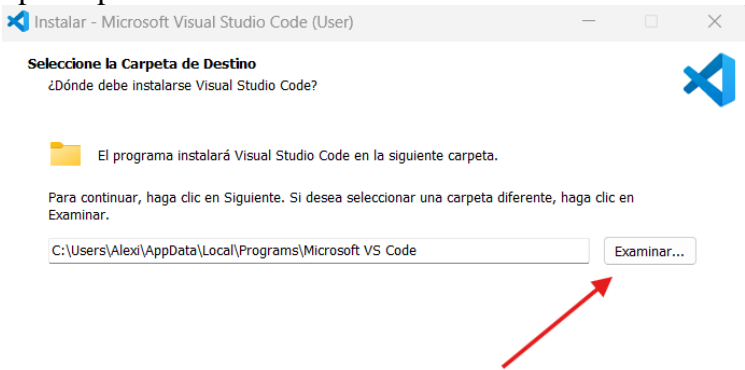 Instalar - Microsoft Visual Studio Code (User)
Seleccione la Carpeta de Destino
¿Dónde debe instalarse Visual Studio Code?
El programa instalará Visual Studio Code en la siguiente carpeta.
Para continuar, haga clic en Siguiente. Si desea seleccionar una carpeta diferente, haga clic en
Examinar.
C:\Users\Alexi\AppData\Local\Programs\Microsoft VS Code
Examinar...